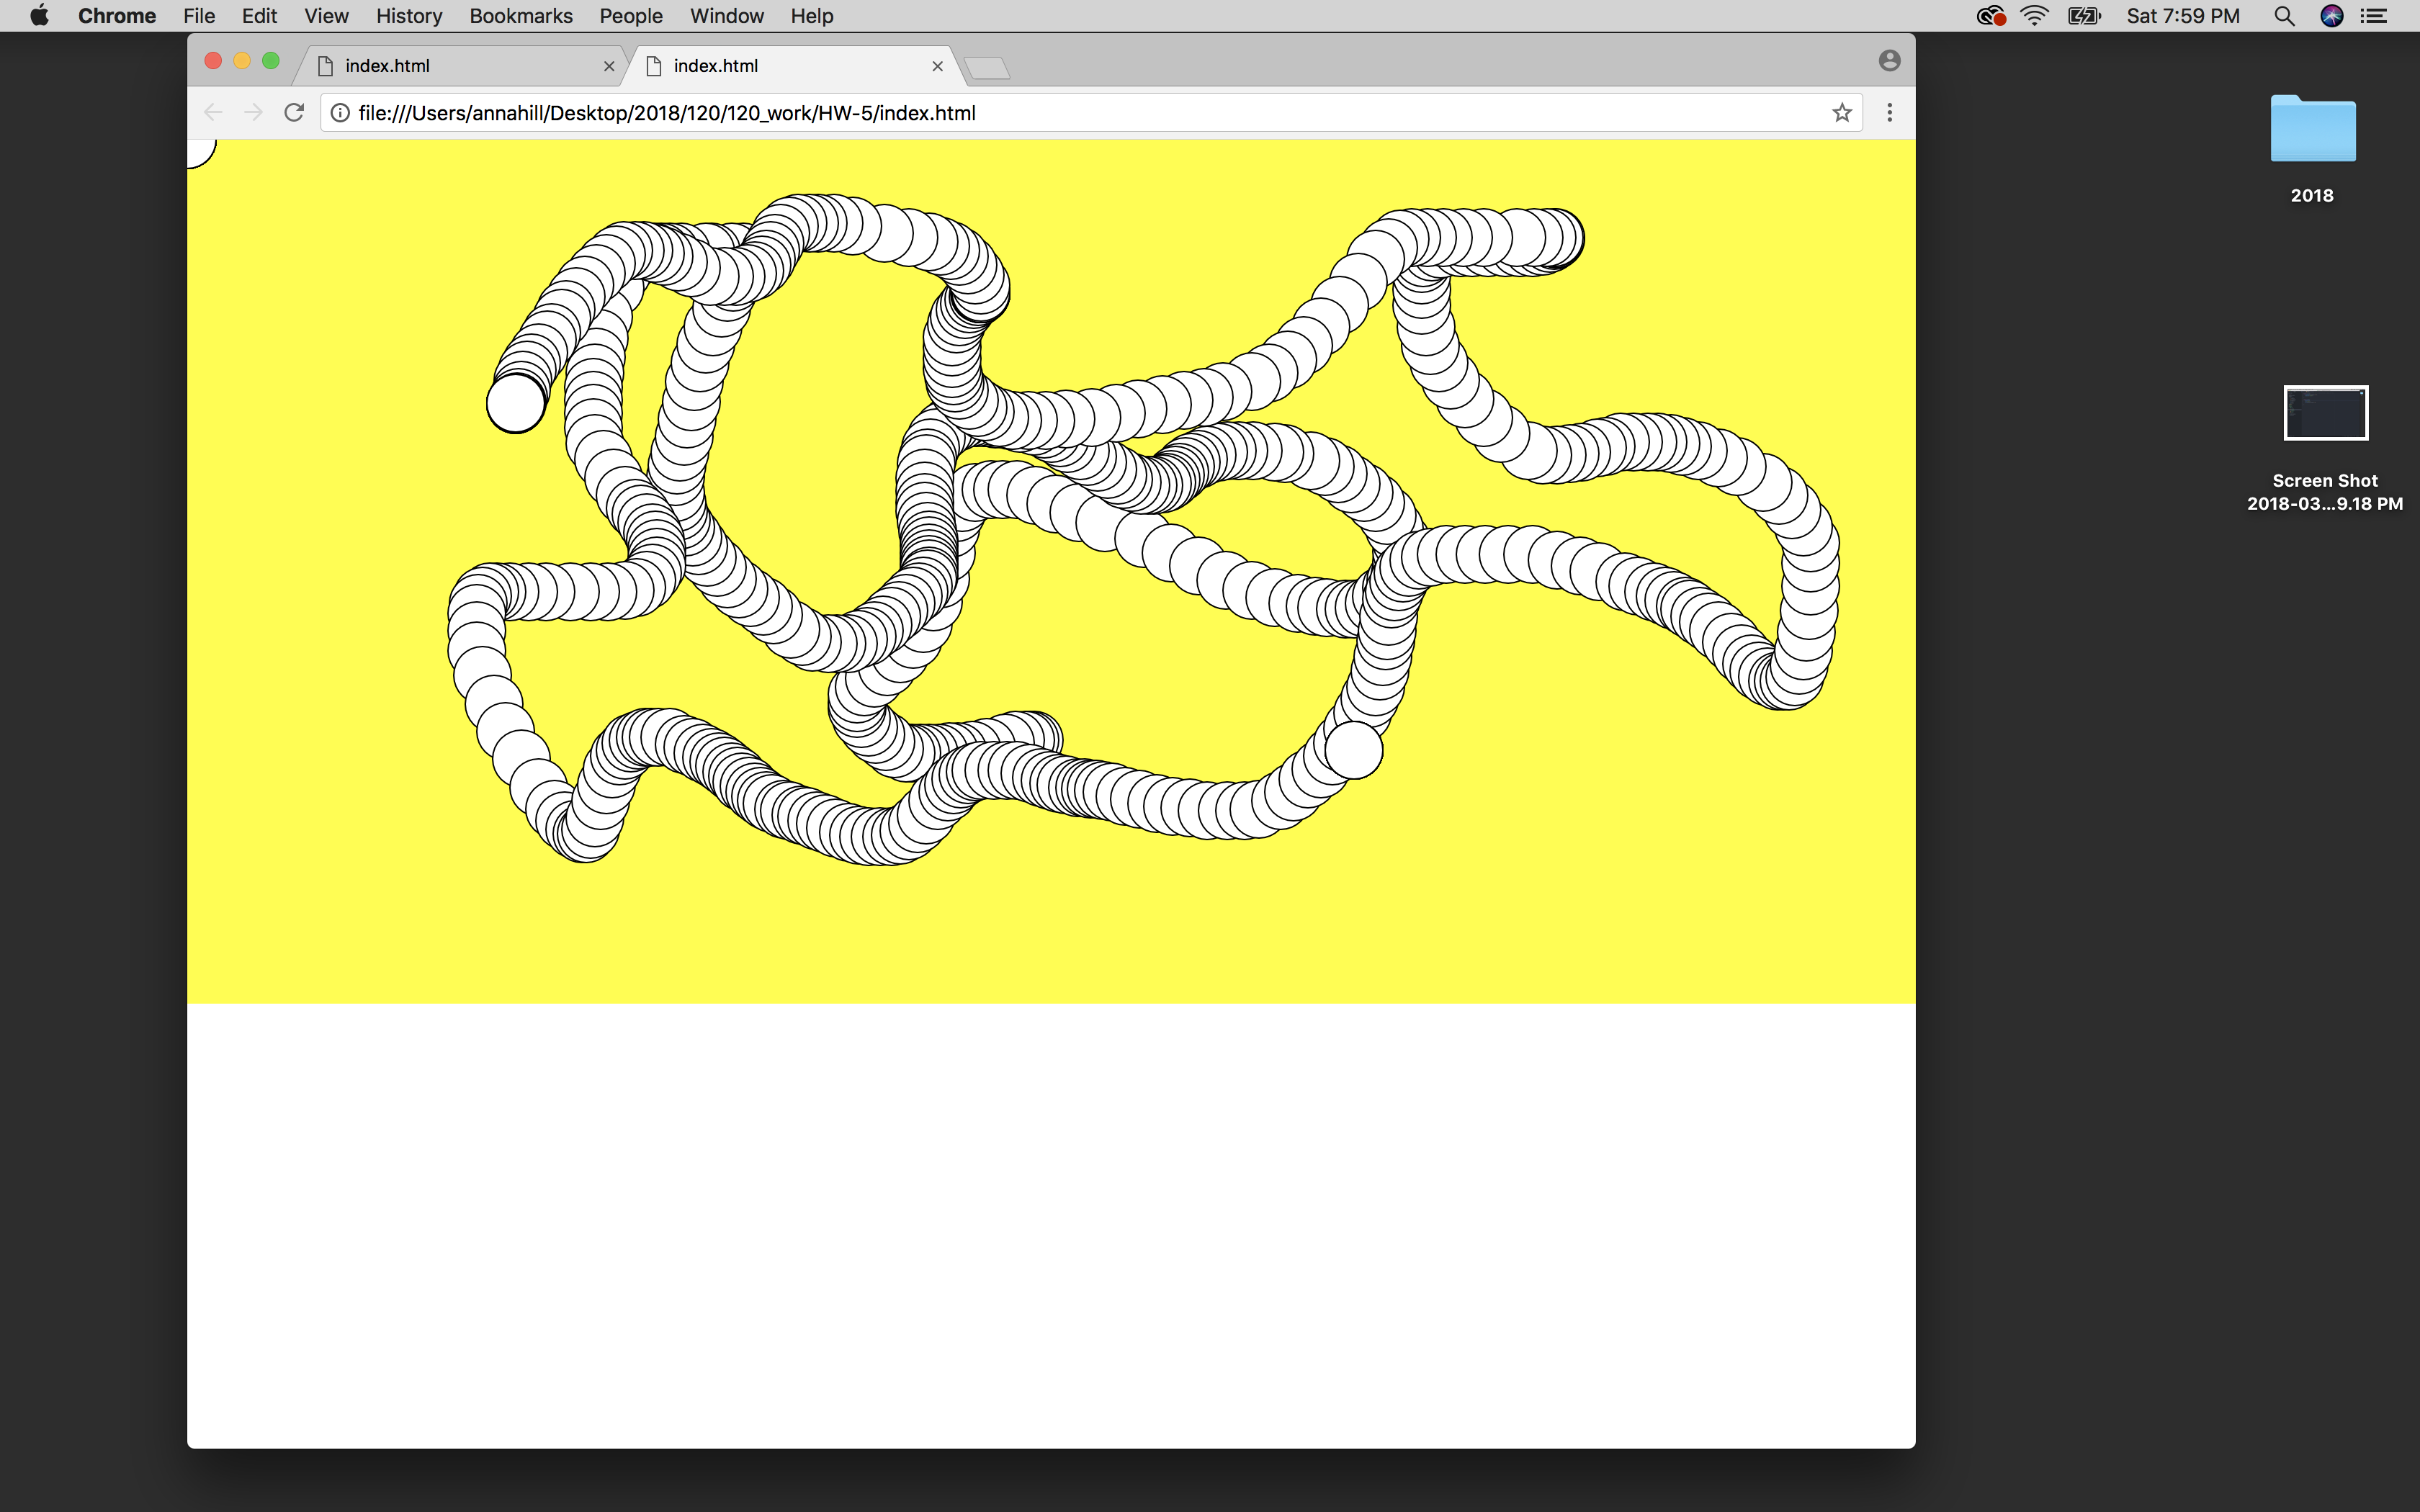 Chrome File Edit View History Bookmarks People Window Help Sat 7:59 PM
index.html index.html
file:///Users/annahill/Desktop/2018/120/120_work/HW-5/index.html
2018
Screen Shot
2018-03...9.18 PM